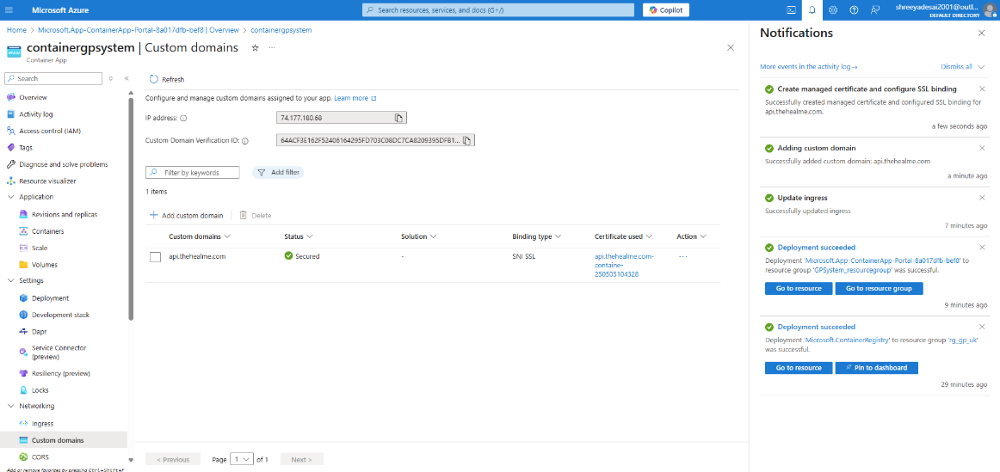 Microsoft Azure
Search resources, services, and docs (G+/)
Copilot
shreeyadesai2001@outl...
DEFAULT DIRECTORY
Home > Microsoft.App-ContainerApp-Portal-8a017dfb-bef8 | Overview > containergpsystem
containergpsystem | Custom domains
Container App
Search
Overview
Activity log
Access control (IAM)
Tags
Diagnose and solve problems
Resource visualizer
Application
Revisions and replicas
Containers
Scale
Volumes
Settings
Deployment
Development stack
Dapr
Service Connector
(preview)
Resiliency (preview)
Locks
Networking
Ingress
Custom domains
CORS
Add or remove favorites by pressing Ctrl+Shift+F
Refresh
Configure and manage custom domains assigned to your app. Learn more
IP address:
74.177.180.68
Custom Domain Verification ID:
64ACF3E162F52406164295FD703C08DC7CA8209395DFB1...
Filter by keywords
Add filter
1 items
Add custom domain
Delete
Custom domains Status Solution Binding type Certificate used Action
api.thehealme.com Secured - SNI SSL api.thehealme.com-
containe-
250505104328
< Previous Page 1 of 1 Next >
Notifications
More events in the activity log → Dismiss all
Create managed certificate and configure SSL binding
Successfully created managed certificate and configured SSL binding for
api.thehealme.com.
a few seconds ago
Adding custom domain
Successfully added custom domain: api.thehealme.com
a minute ago
Update ingress
Successfully updated ingress
7 minutes ago
Deployment succeeded
Deployment 'Microsoft.App-ContainerApp-Portal-8a017dfb-bef8' to
resource group 'GPSystem_resourcegroup' was successful.
Go to resource Go to resource group
9 minutes ago
Deployment succeeded
Deployment 'Microsoft.ContainerRegistry' to resource group 'rg_gp_uk'
was successful.
Go to resource Pin to dashboard
29 minutes ago